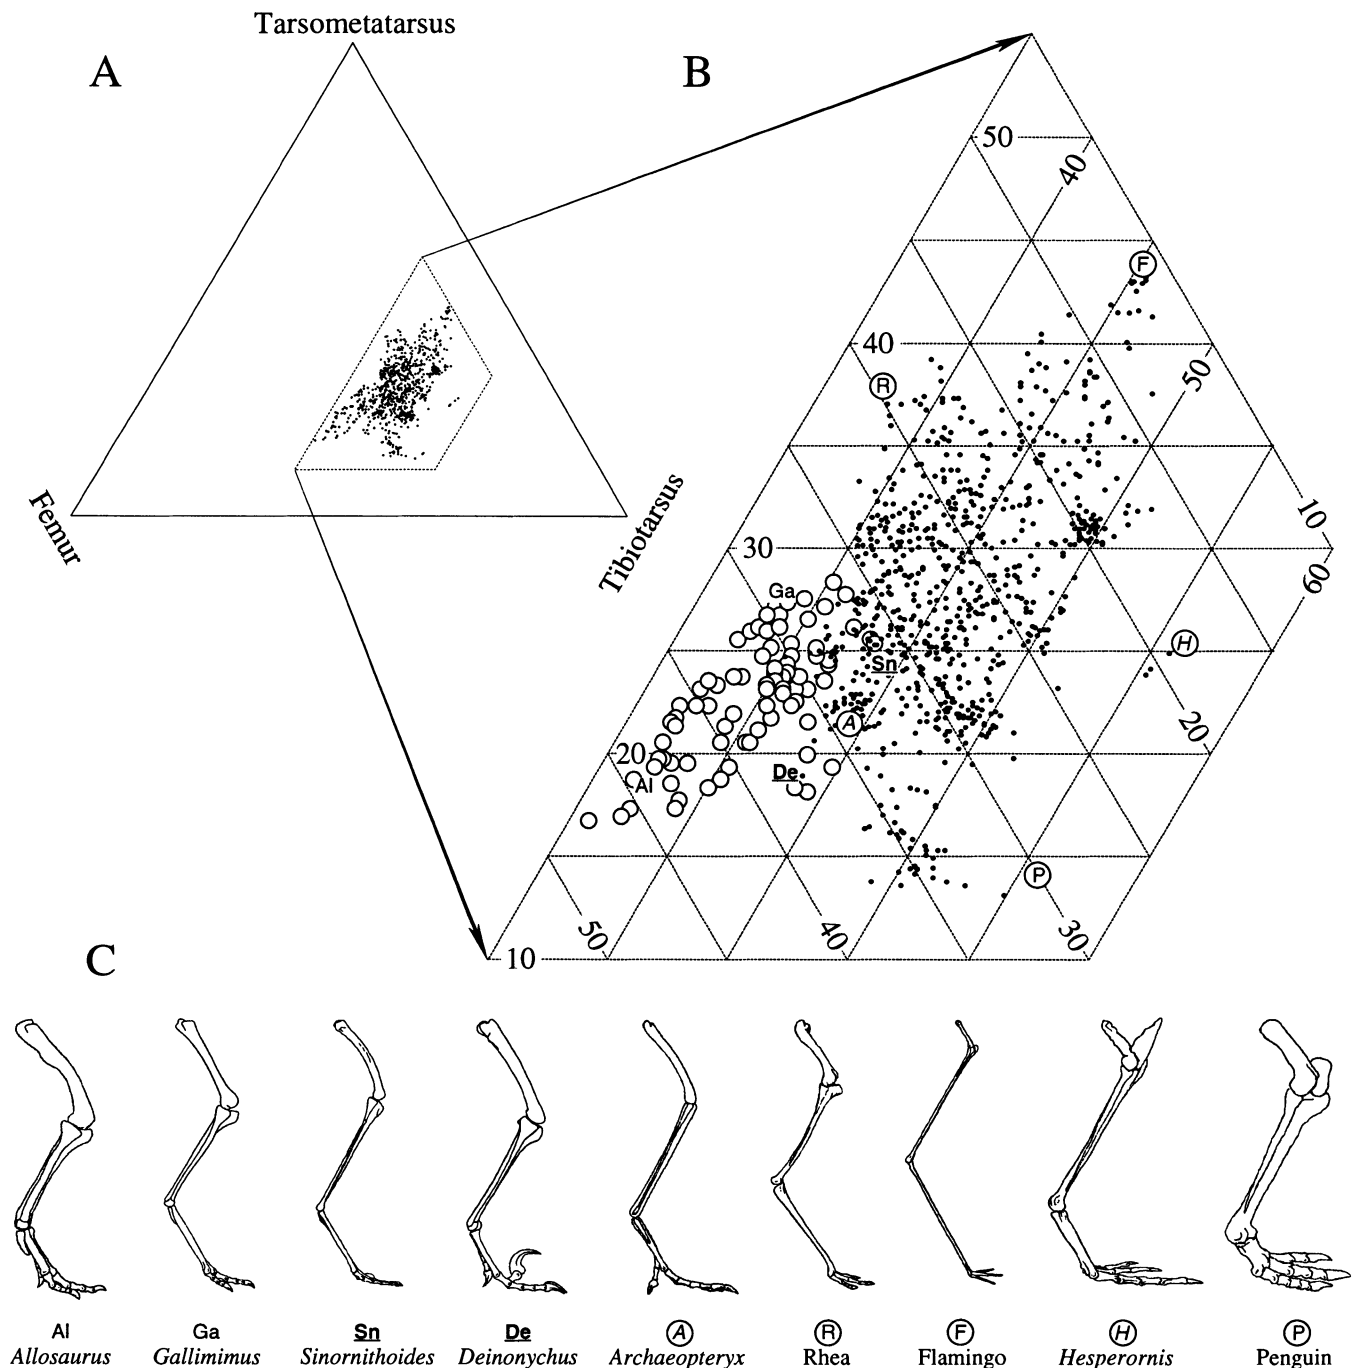 Tarsometatarsus
A
B
Femur
Tibiotarsus
50
40
F
40
R
50
10
30
60
Ga
H
Sn
A
20
20
De
Al
P
50
40
30
10
C
Al
Ga
Sn
De
A
R
F
H
P
Allosaurus
Gallimimus
Sinornithoides
Deinonychus
Archaeopteryx
Rhea
Flamingo
Hesperornis
Penguin